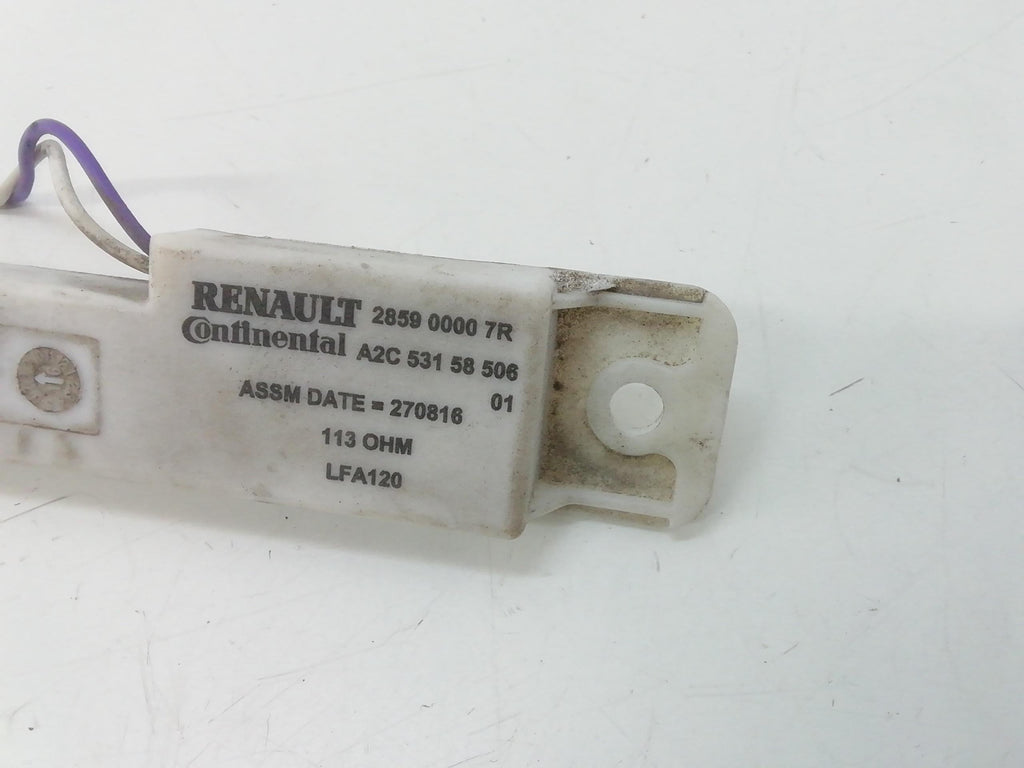 RENAULT 2859 0000 7R
Continental A2C 531 58 506
01
ASSM DATE = 270816
113 OHM
LFA120